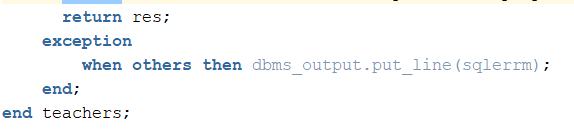 return res;
exception
when others then dbms_output.put_line(sqlerrm);
end;
end teachers;